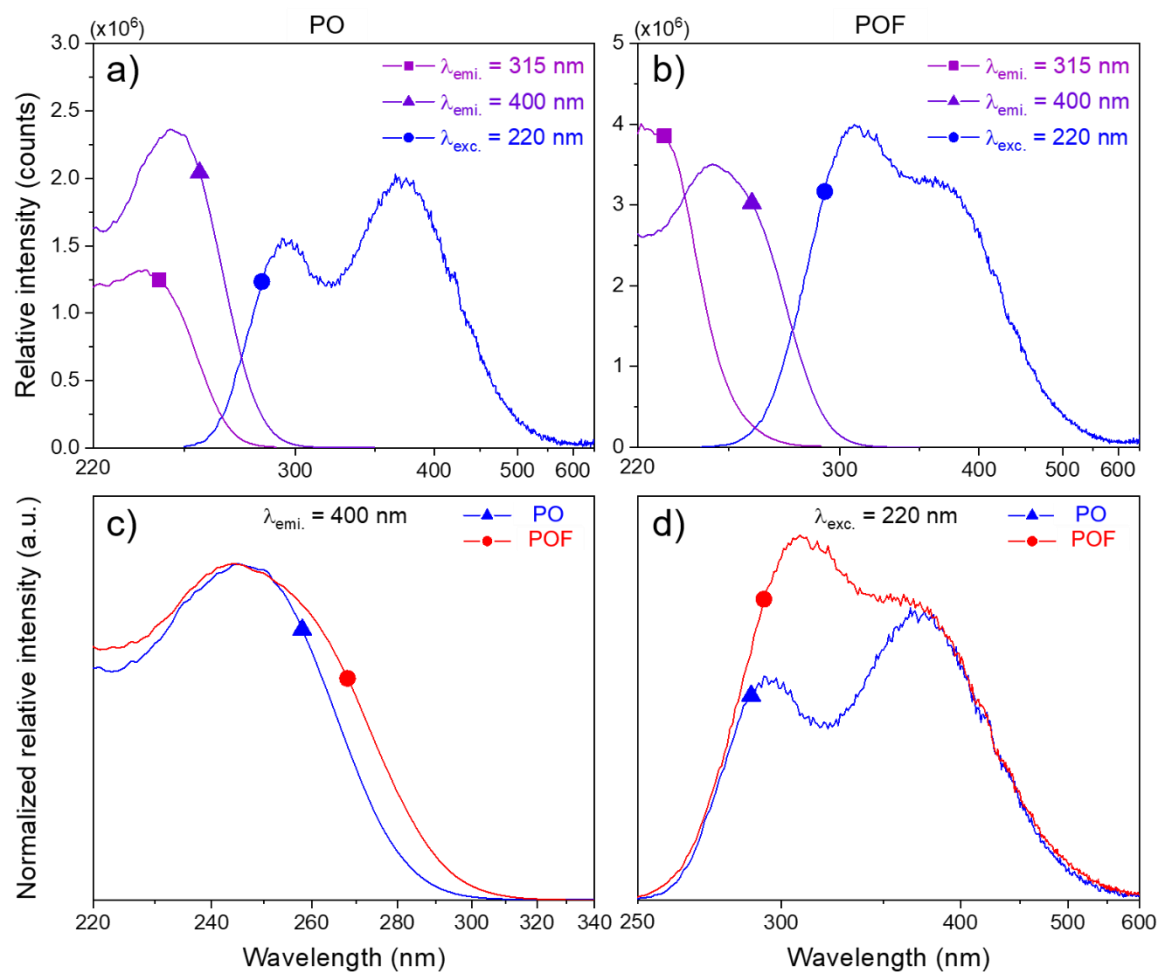 (x10⁶) PO
a)
λemi. = 315 nm
λemi. = 400 nm
λexc. = 220 nm
3.0
2.5
2.0
1.5
1.0
0.5
0.0
220 300 400 500 600
Relative intensity (counts)
(x10⁶) POF
b)
λemi. = 315 nm
λemi. = 400 nm
λexc. = 220 nm
5
4
3
2
1
0
220 300 400 500 600
c) λemi. = 400 nm
PO
POF
Normalized relative intensity (a.u.)
220 240 260 280 300 320 340
Wavelength (nm)
d) λexc. = 220 nm
PO
POF
250 300 400 500 600
Wavelength (nm)